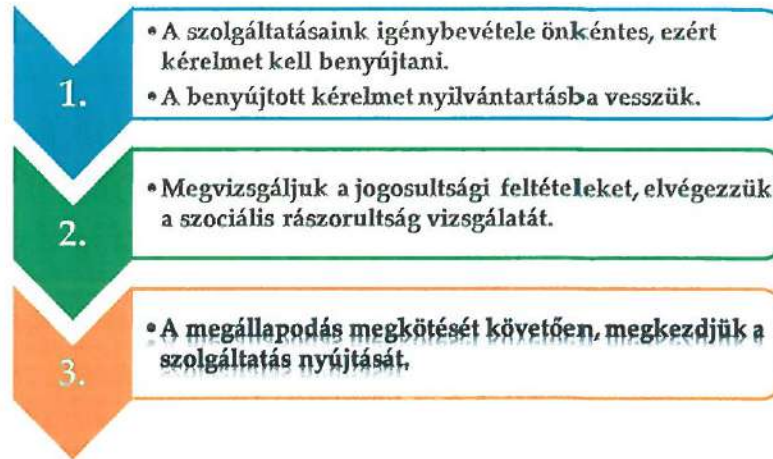 1.
• A szolgáltatásaink igénybevétele önkéntes, ezért
kérelmet kell benyújtani.
• A benyújtott kérelmet nyilvántartásba vesszük.
2.
• Megvizsgáljuk a jogosultsági feltételeket, elvégezzük
a szociális rászorultság vizsgálatát.
3.
• A megállapodás megkötését követően, megkezdjük a
szolgáltatás nyújtását.